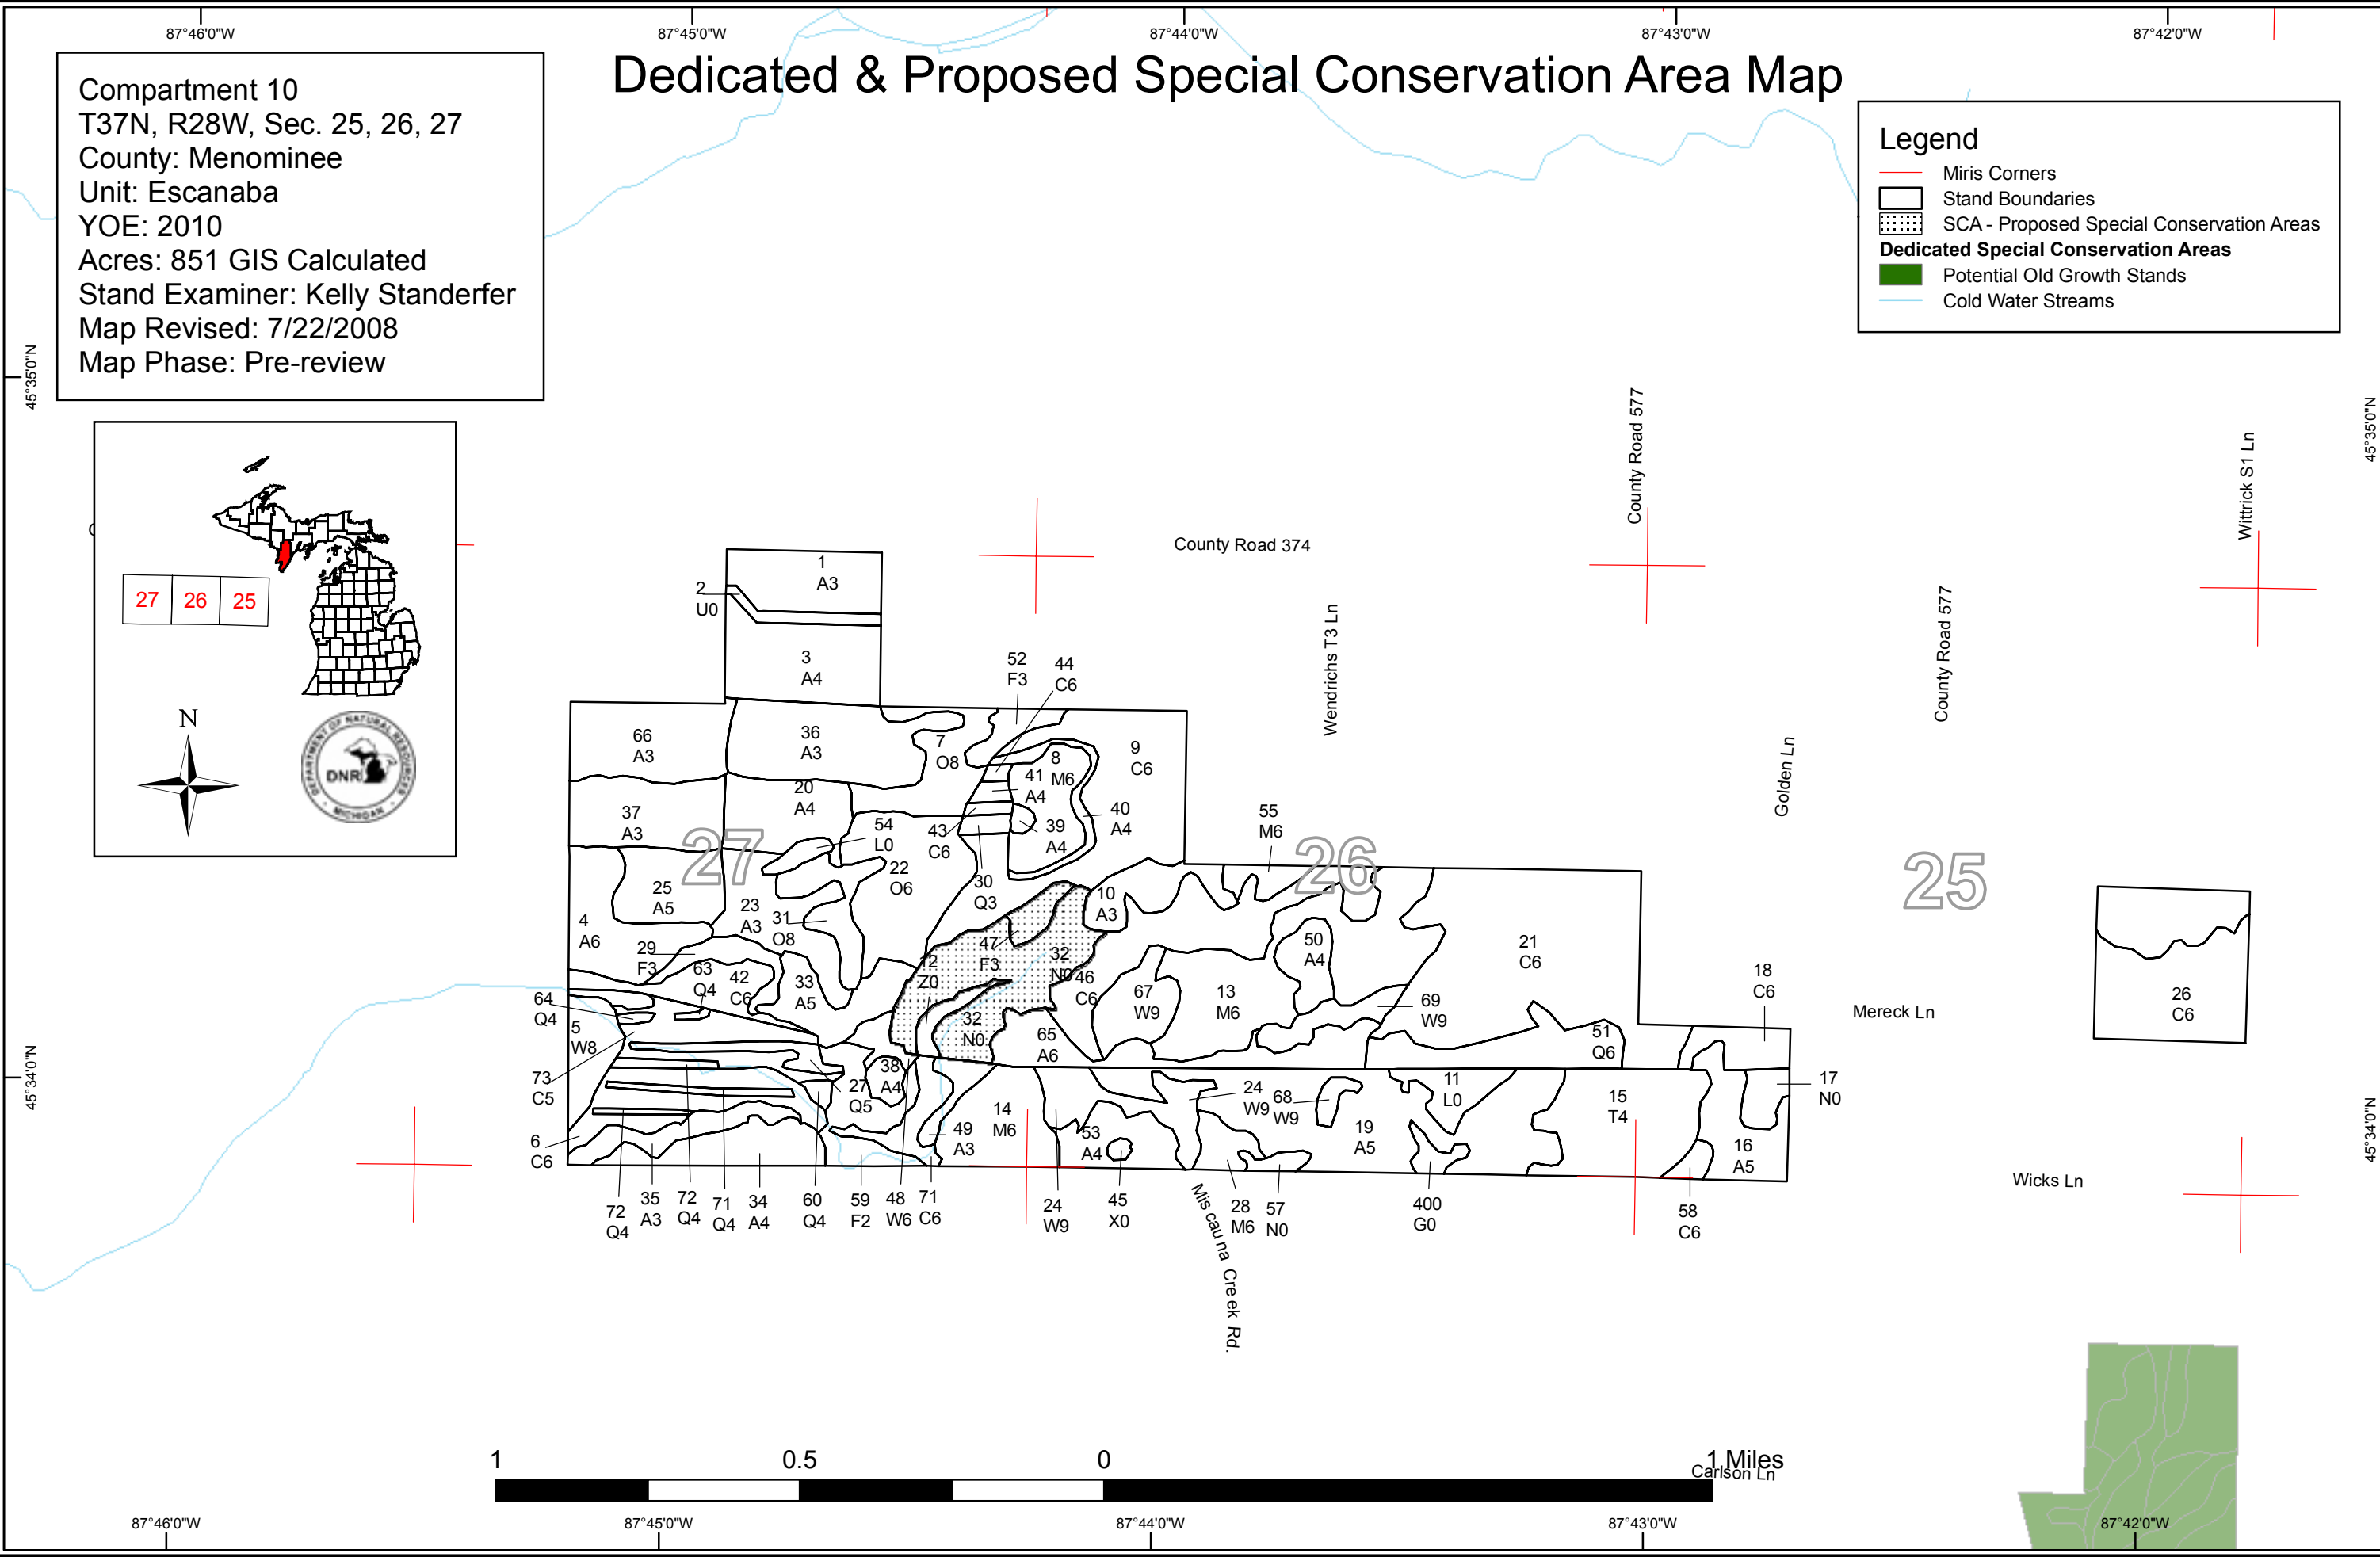 87°46'0"W 87°45'0"W 87°44'0"W 87°43'0"W 87°42'0"W
Dedicated & Proposed Special Conservation Area Map
Compartment 10
T37N, R28W, Sec. 25, 26, 27
County: Menominee
Unit: Escanaba
YOE: 2010
Acres: 851 GIS Calculated
Stand Examiner: Kelly Standerfer
Map Revised: 7/22/2008
Map Phase: Pre-review
Legend
Miris Corners
Stand Boundaries
SCA - Proposed Special Conservation Areas
Dedicated Special Conservation Areas
Potential Old Growth Stands
Cold Water Streams
45°35'0"N
45°35'0"N
27 26 25
N
DEPARTMENT OF NATURAL RESOURCES
DNR
MICHIGAN
County Road 374
County Road 577
Wittrick S1 Ln
Wendrichs T3 Ln
County Road 577
Golden Ln
1
A3
2
U0
3
A4
52
F3
44
C6
66
A3
36
A3
7
O8
8
M6
9
C6
41
A4
20
A4
37
A3
40
A4
39
A4
43
C6
54
L0
55
M6
27
26
25
22
O6
30
Q3
25
A5
10
A3
23
A3
31
O8
4
A6
29
F3
47
F3
32
N0
50
A4
21
C6
12
Z0
63
Q4
42
C6
33
A5
46
C6
67
W9
13
M6
18
C6
26
C6
64
Q4
69
W9
Mereck Ln
5
W8
32
N0
65
A6
51
Q6
73
C5
38
A4
27
Q5
24
W9
68
W9
11
L0
17
N0
15
T4
14
M6
49
A3
53
A4
19
A5
16
A5
6
C6
45°34'0"N
45°34'0"N
Wicks Ln
72
Q4
35
A3
72
Q4
71
Q4
34
A4
60
Q4
59
F2
48
W6
71
C6
24
W9
45
X0
28
M6
57
N0
400
G0
58
C6
Miscauna Creek Rd.
1 0.5 0 1 Miles
Carlson Ln
87°46'0"W 87°45'0"W 87°44'0"W 87°43'0"W 87°42'0"W